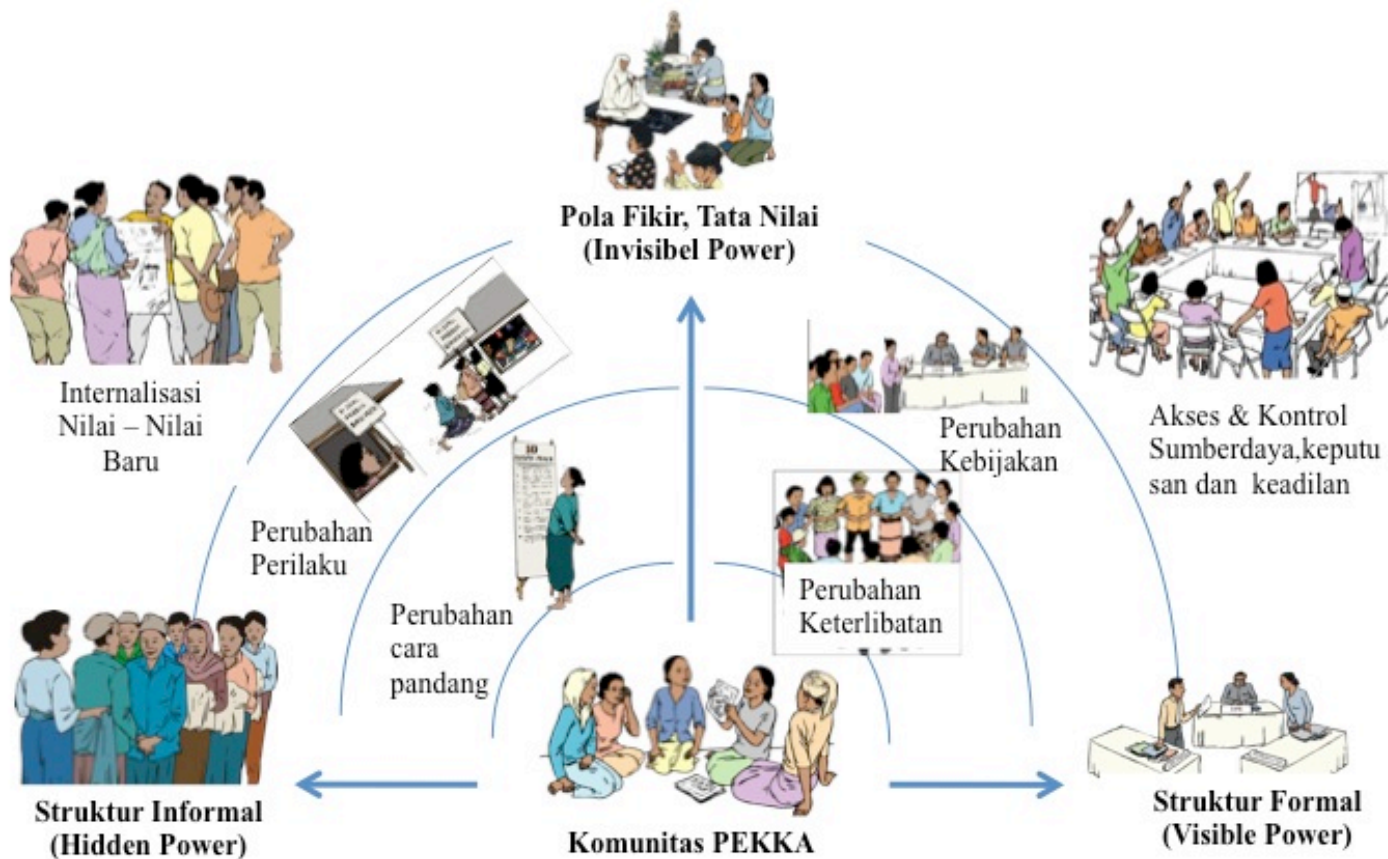 Pola Fikir, Tata Nilai
(Invisibel Power)
Internalisasi
Nilai – Nilai
Baru
Perubahan
Kebijakan
Akses & Kontrol
Sumberdaya,keputu
san dan keadilan
Perubahan
Perilaku
Perubahan
cara
pandang
Perubahan
Keterlibatan
Struktur Informal
(Hidden Power)
Komunitas PEKKA
Struktur Formal
(Visible Power)